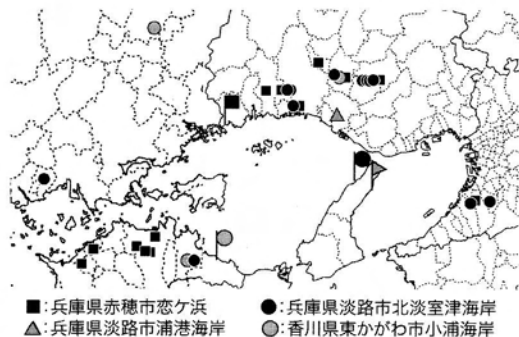 ■:兵庫県赤穂市恋ケ浜 ●:兵庫県淡路市北淡室津海岸
▲:兵庫県淡路市浦港海岸 ●:香川県東かがわ市小浦海岸